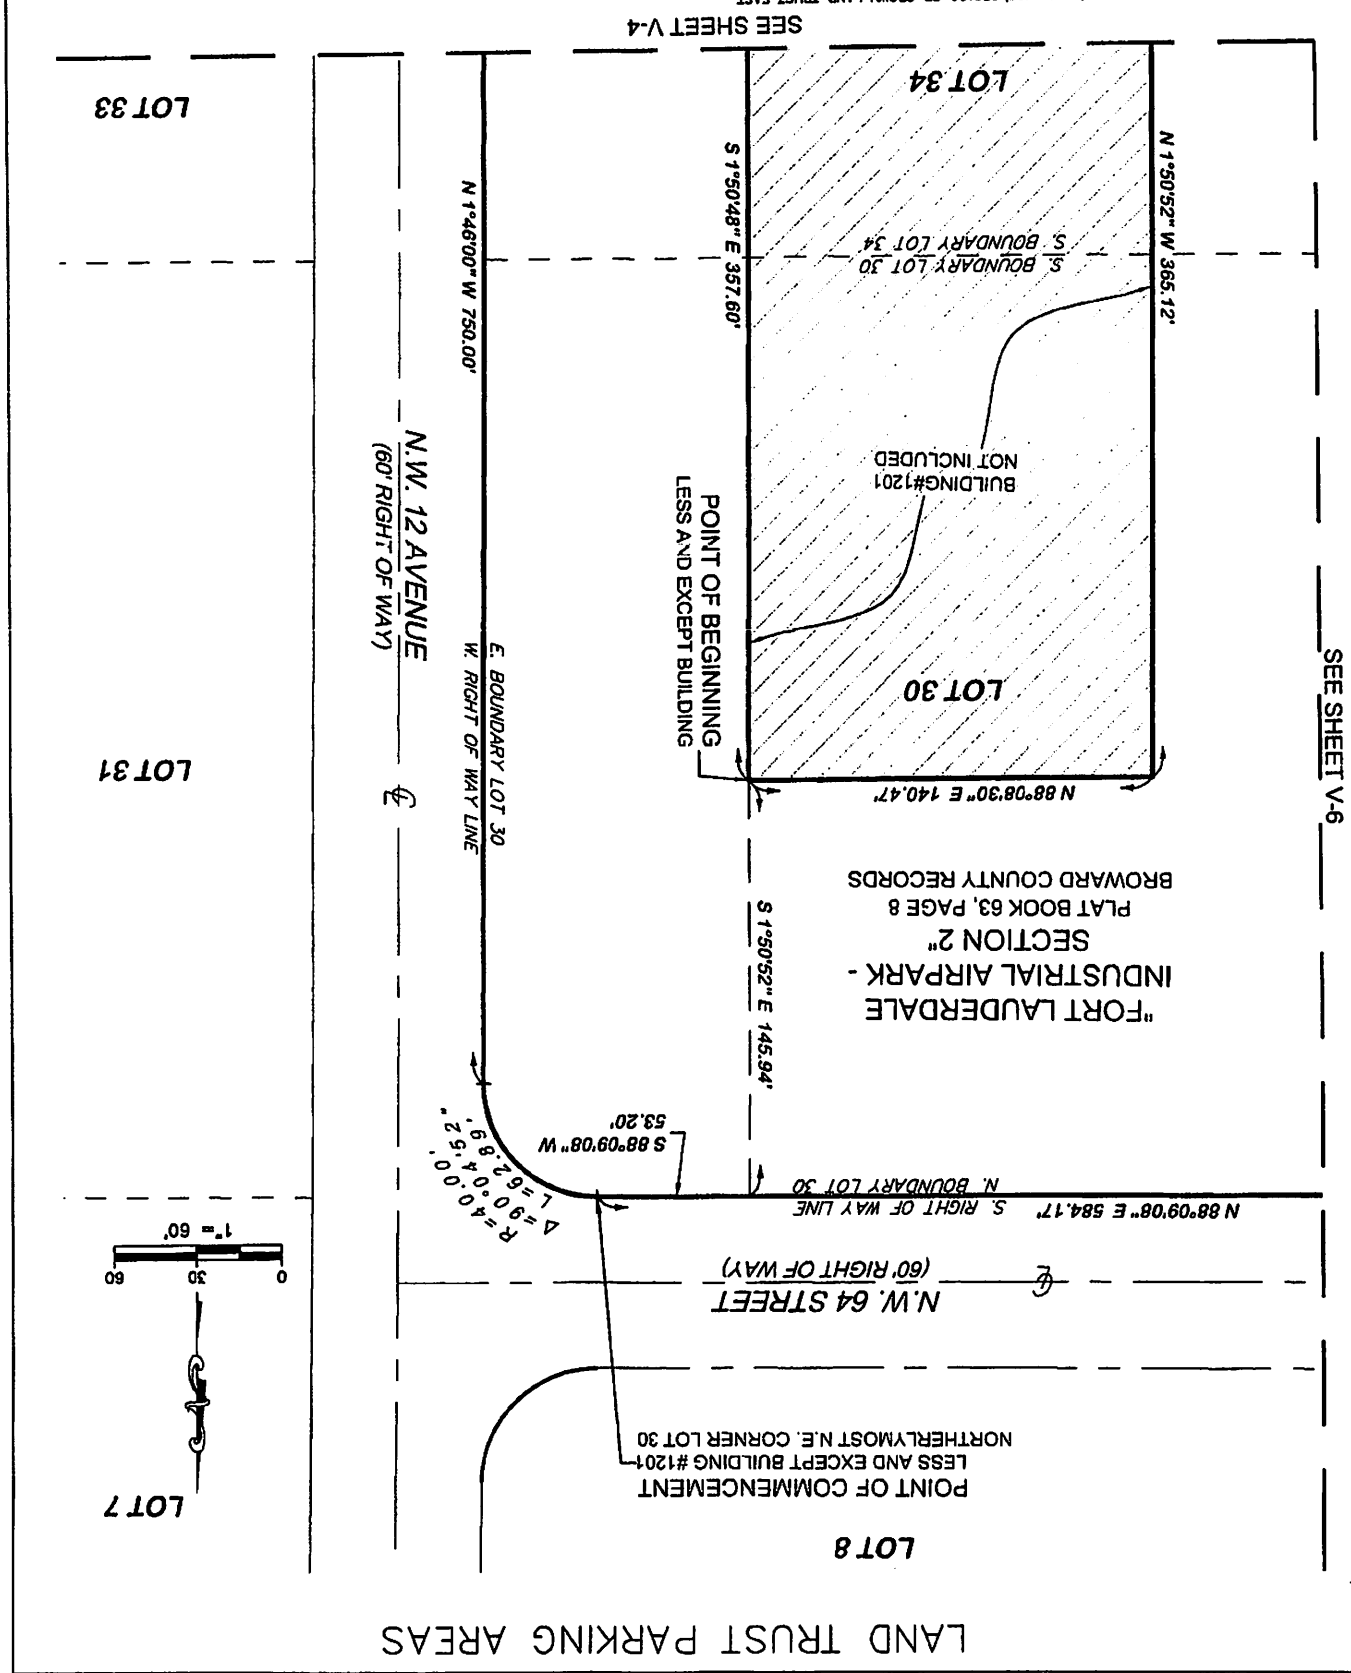 LAND TRUST PARKING AREAS
LOT 8
LOT 7
POINT OF COMMENCEMENT
LESS AND EXCEPT BUILDING #1201
NORTHERLYMOST N.E. CORNER LOT 30
0 30 60
1"= 60'
N.W. 64 STREET
(60' RIGHT OF WAY)
N 88°09'08" E 584.17'
S. RIGHT OF WAY LINE
N. BOUNDARY LOT 30
S 88°09'08" W
53.20'
R=40.00'
Δ=90°04'52"
L=62.89'
S 1°50'52" E 145.94'
"FORT LAUDERDALE
INDUSTRIAL AIRPARK -
SECTION 2"
PLAT BOOK 63, PAGE 8
BROWARD COUNTY RECORDS
SEE SHEET V-6
N 88°08'30" E 140.47'
POINT OF BEGINNING
LESS AND EXCEPT BUILDING
E. BOUNDARY LOT 30
W. RIGHT OF WAY LINE
LOT 31
LOT 30
N.W. 12 AVENUE
(60' RIGHT OF WAY)
BUILDING#1201
NOT INCLUDED
N 1°50'52" W 365.12'
S 1°50'48" E 357.60'
N 1°46'00" W 750.00'
S. BOUNDARY LOT 30
S. BOUNDARY LOT 34
LOT 34
LOT 33
SEE SHEET V-4